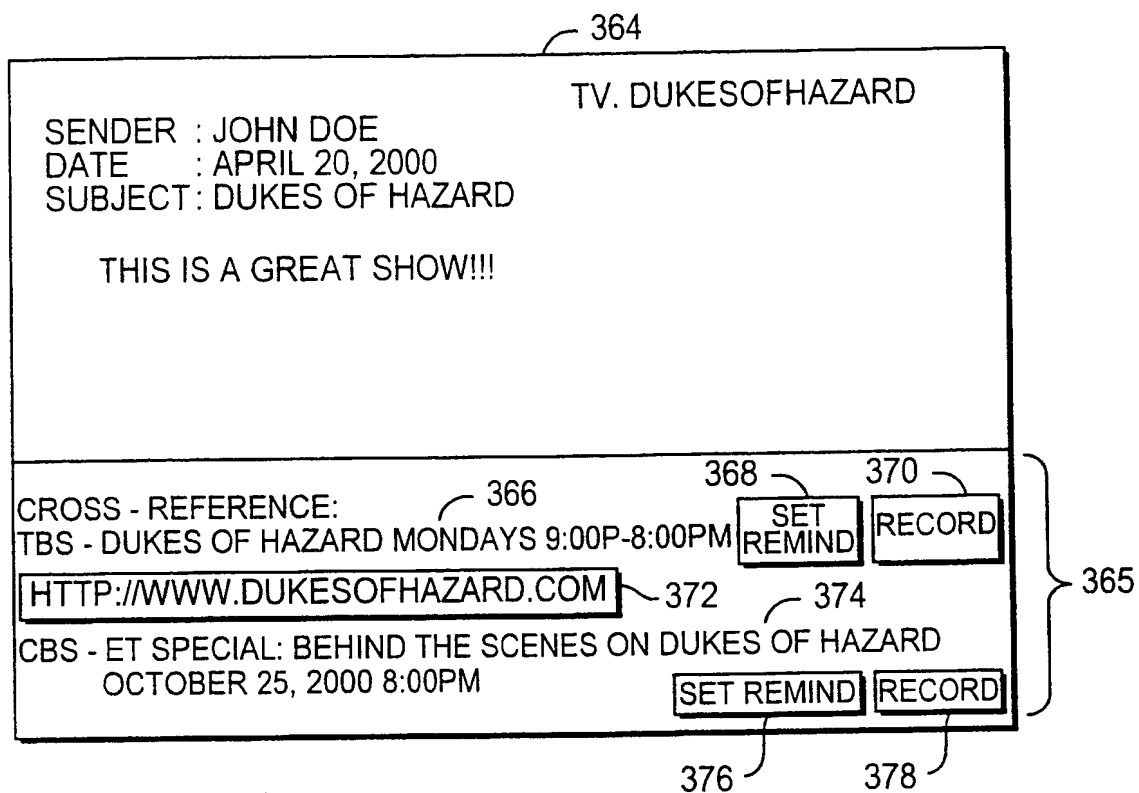 364
TV. DUKESOFHAZARD
SENDER : JOHN DOE
DATE : APRIL 20, 2000
SUBJECT : DUKES OF HAZARD
THIS IS A GREAT SHOW!!!
368 370
CROSS - REFERENCE: 366
TBS - DUKES OF HAZARD MONDAYS 9:00P-8:00PM SET REMIND RECORD
365
HTTP://WWW.DUKESOFHAZARD.COM 372 374
CBS - ET SPECIAL: BEHIND THE SCENES ON DUKES OF HAZARD
OCTOBER 25, 2000 8:00PM SET REMIND RECORD
376 378